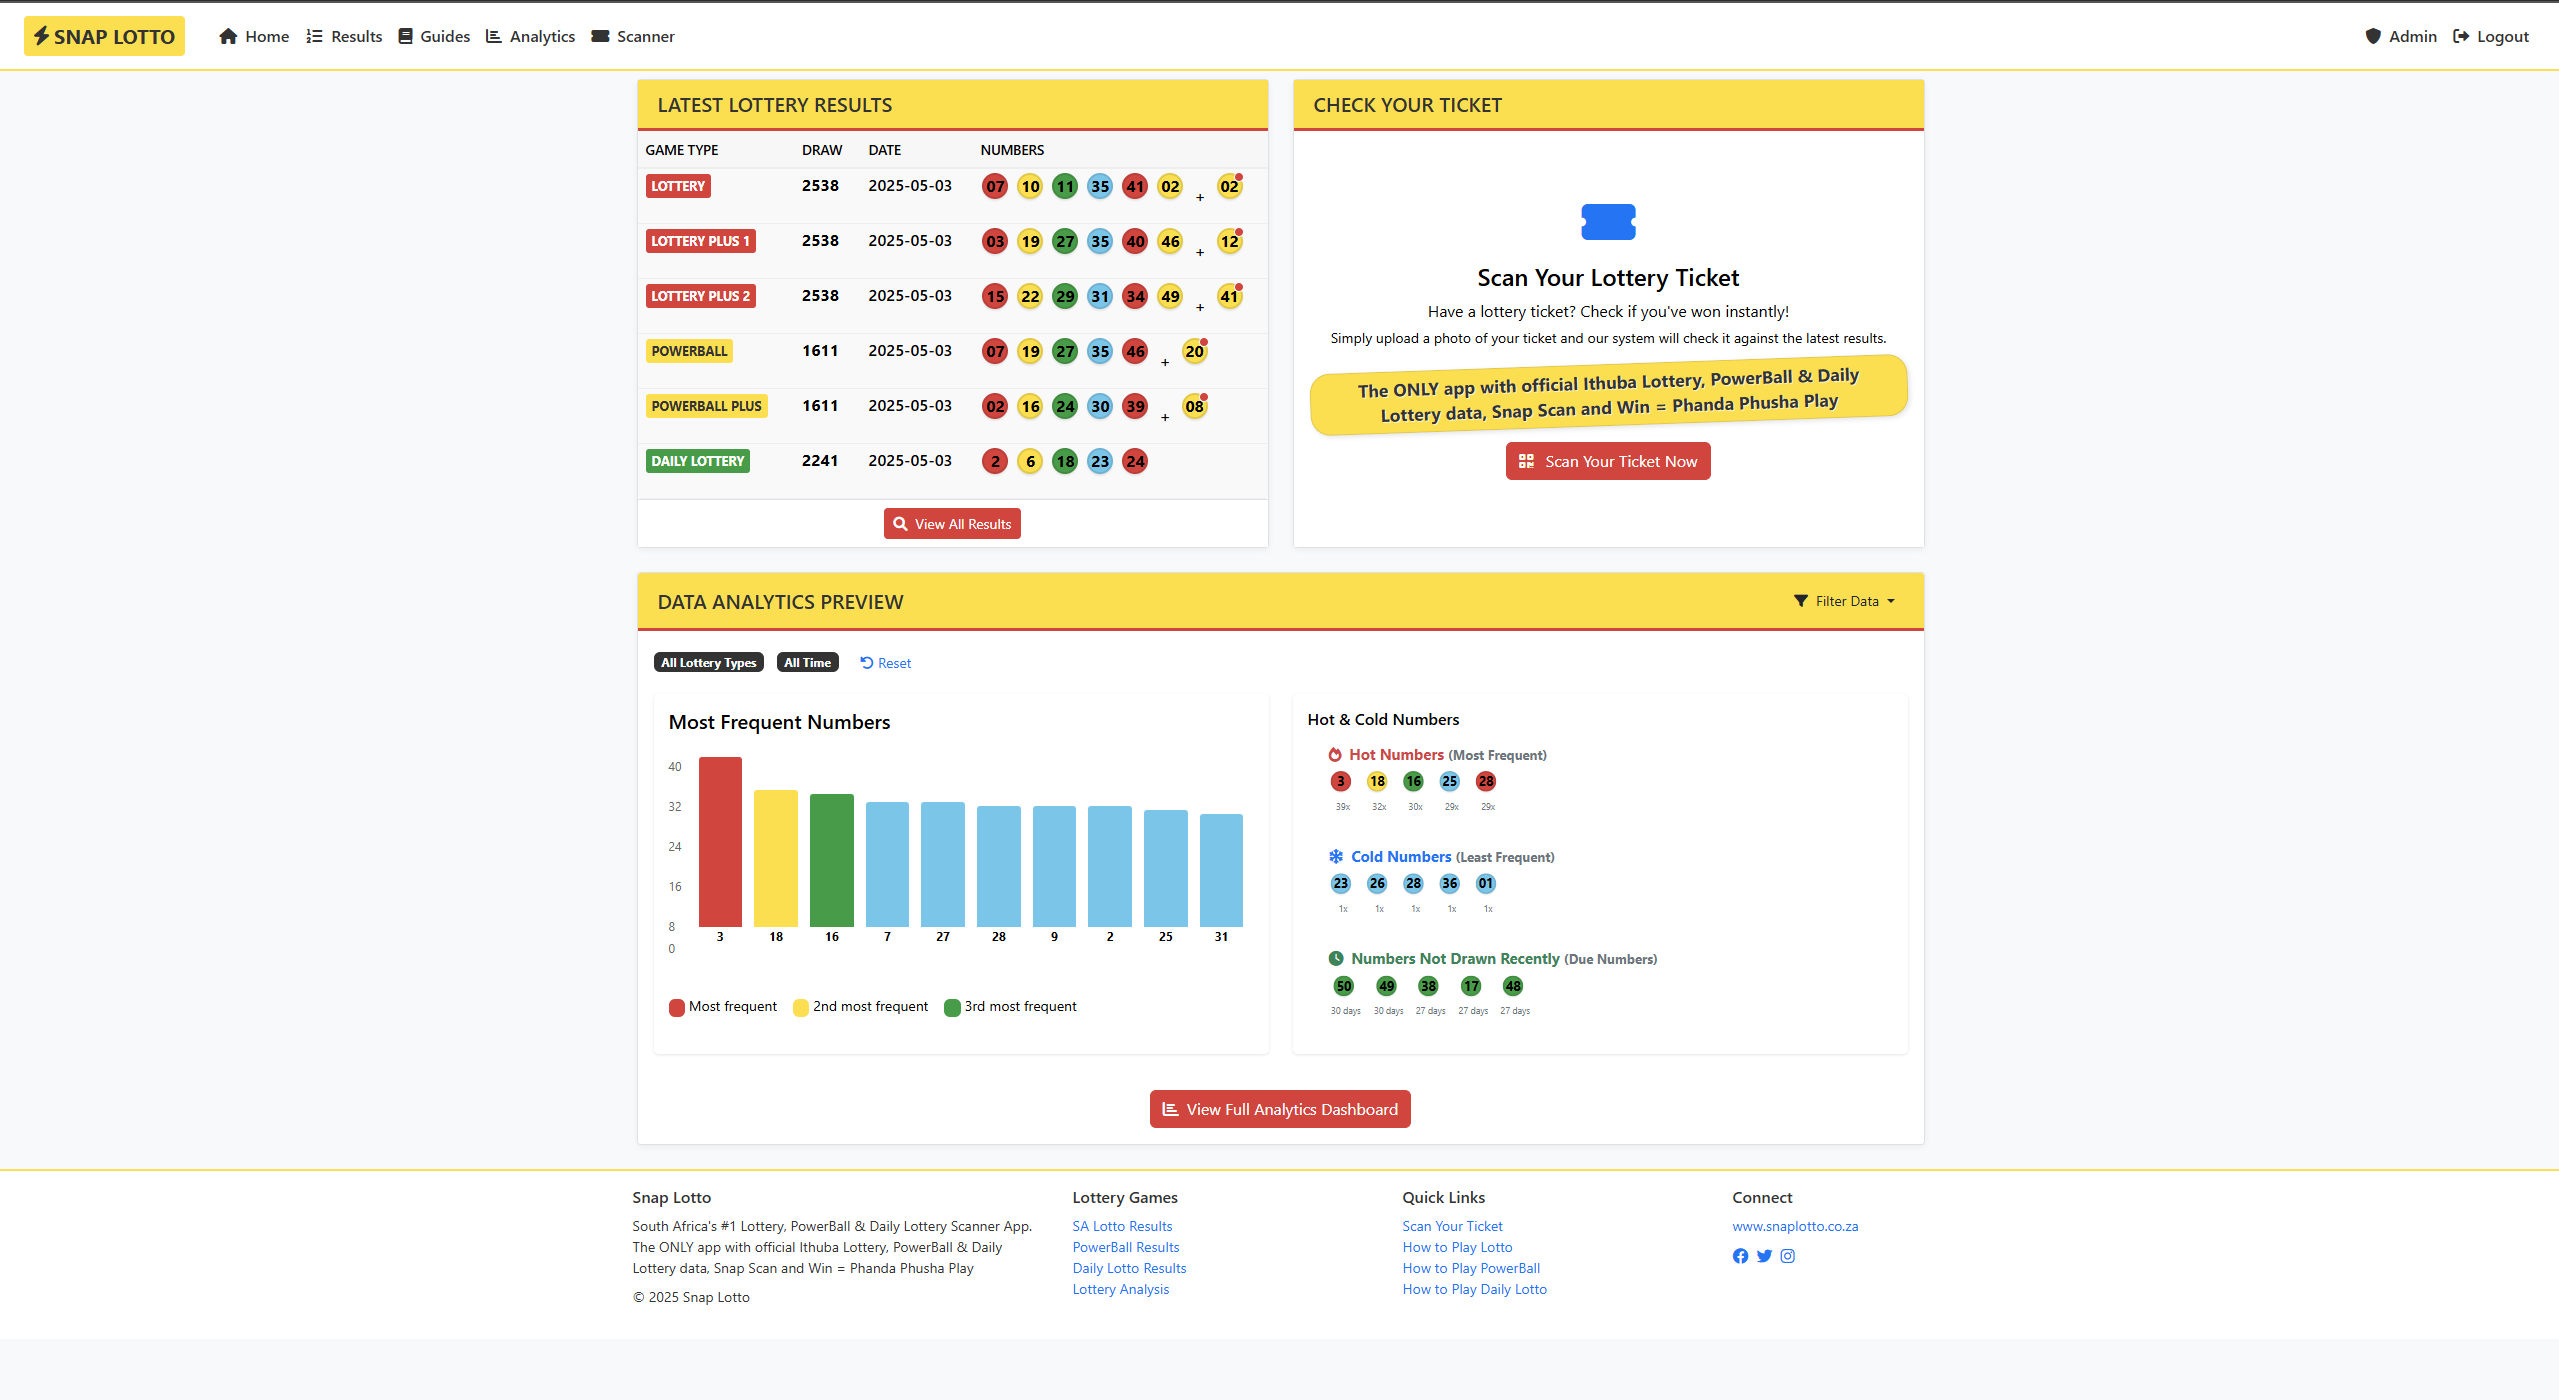 SNAP LOTTO Home Results Guides Analytics Scanner Admin Logout
LATEST LOTTERY RESULTS
GAME TYPE DRAW DATE NUMBERS
LOTTERY 2538 2025-05-03 07 10 11 35 41 02 + 02
LOTTERY PLUS 1 2538 2025-05-03 03 19 27 35 40 46 + 12
LOTTERY PLUS 2 2538 2025-05-03 15 22 29 31 34 49 + 41
POWERBALL 1611 2025-05-03 07 19 27 35 46 + 20
POWERBALL PLUS 1611 2025-05-03 02 16 24 30 39 + 08
DAILY LOTTERY 2241 2025-05-03 2 6 18 23 24
View All Results
CHECK YOUR TICKET
Scan Your Lottery Ticket
Have a lottery ticket? Check if you've won instantly!
Simply upload a photo of your ticket and our system will check it against the latest results.
The ONLY app with official Ithuba Lottery, PowerBall & Daily
Lottery data, Snap Scan and Win = Phanda Phusha Play
Scan Your Ticket Now
DATA ANALYTICS PREVIEW Filter Data
All Lottery Types All Time Reset
Most Frequent Numbers
40
32
24
16
8
0
3 18 16 7 27 28 9 2 25 31
Most frequent 2nd most frequent 3rd most frequent
Hot & Cold Numbers
Hot Numbers (Most Frequent)
3 18 16 25 28
39x 32x 30x 29x 29x
Cold Numbers (Least Frequent)
23 26 28 36 01
1x 1x 1x 1x 1x
Numbers Not Drawn Recently (Due Numbers)
50 49 38 17 48
30 days 30 days 27 days 27 days 27 days
View Full Analytics Dashboard
Snap Lotto
South Africa's #1 Lottery, PowerBall & Daily Lottery Scanner App.
The ONLY app with official Ithuba Lottery, PowerBall & Daily
Lottery data, Snap Scan and Win = Phanda Phusha Play
© 2025 Snap Lotto
Lottery Games
SA Lotto Results
PowerBall Results
Daily Lotto Results
Lottery Analysis
Quick Links
Scan Your Ticket
How to Play Lotto
How to Play PowerBall
How to Play Daily Lotto
Connect
www.snaplotto.co.za